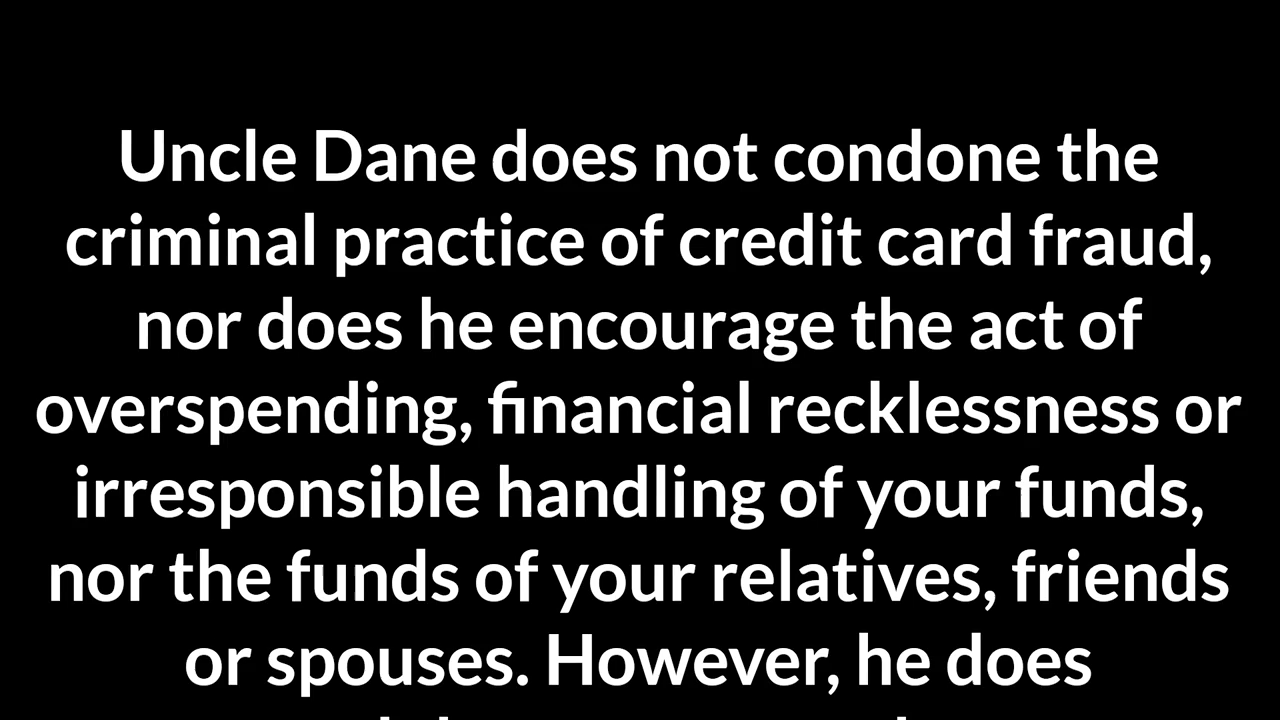 Uncle Dane does not condone the
criminal practice of credit card fraud,
nor does he encourage the act of
overspending, financial recklessness or
irresponsible handling of your funds,
nor the funds of your relatives, friends
or spouses. However, he does